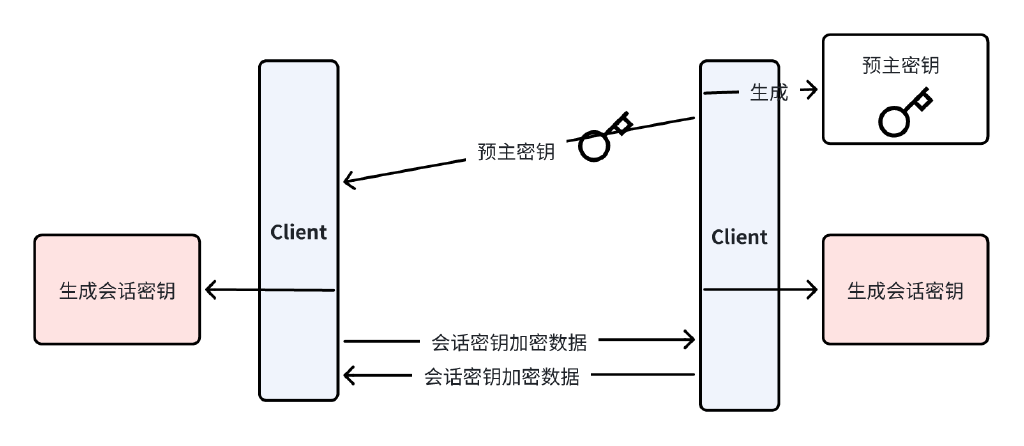 预主密钥
生成
预主密钥
Client
Client
生成会话密钥
生成会话密钥
会话密钥加密数据
会话密钥加密数据